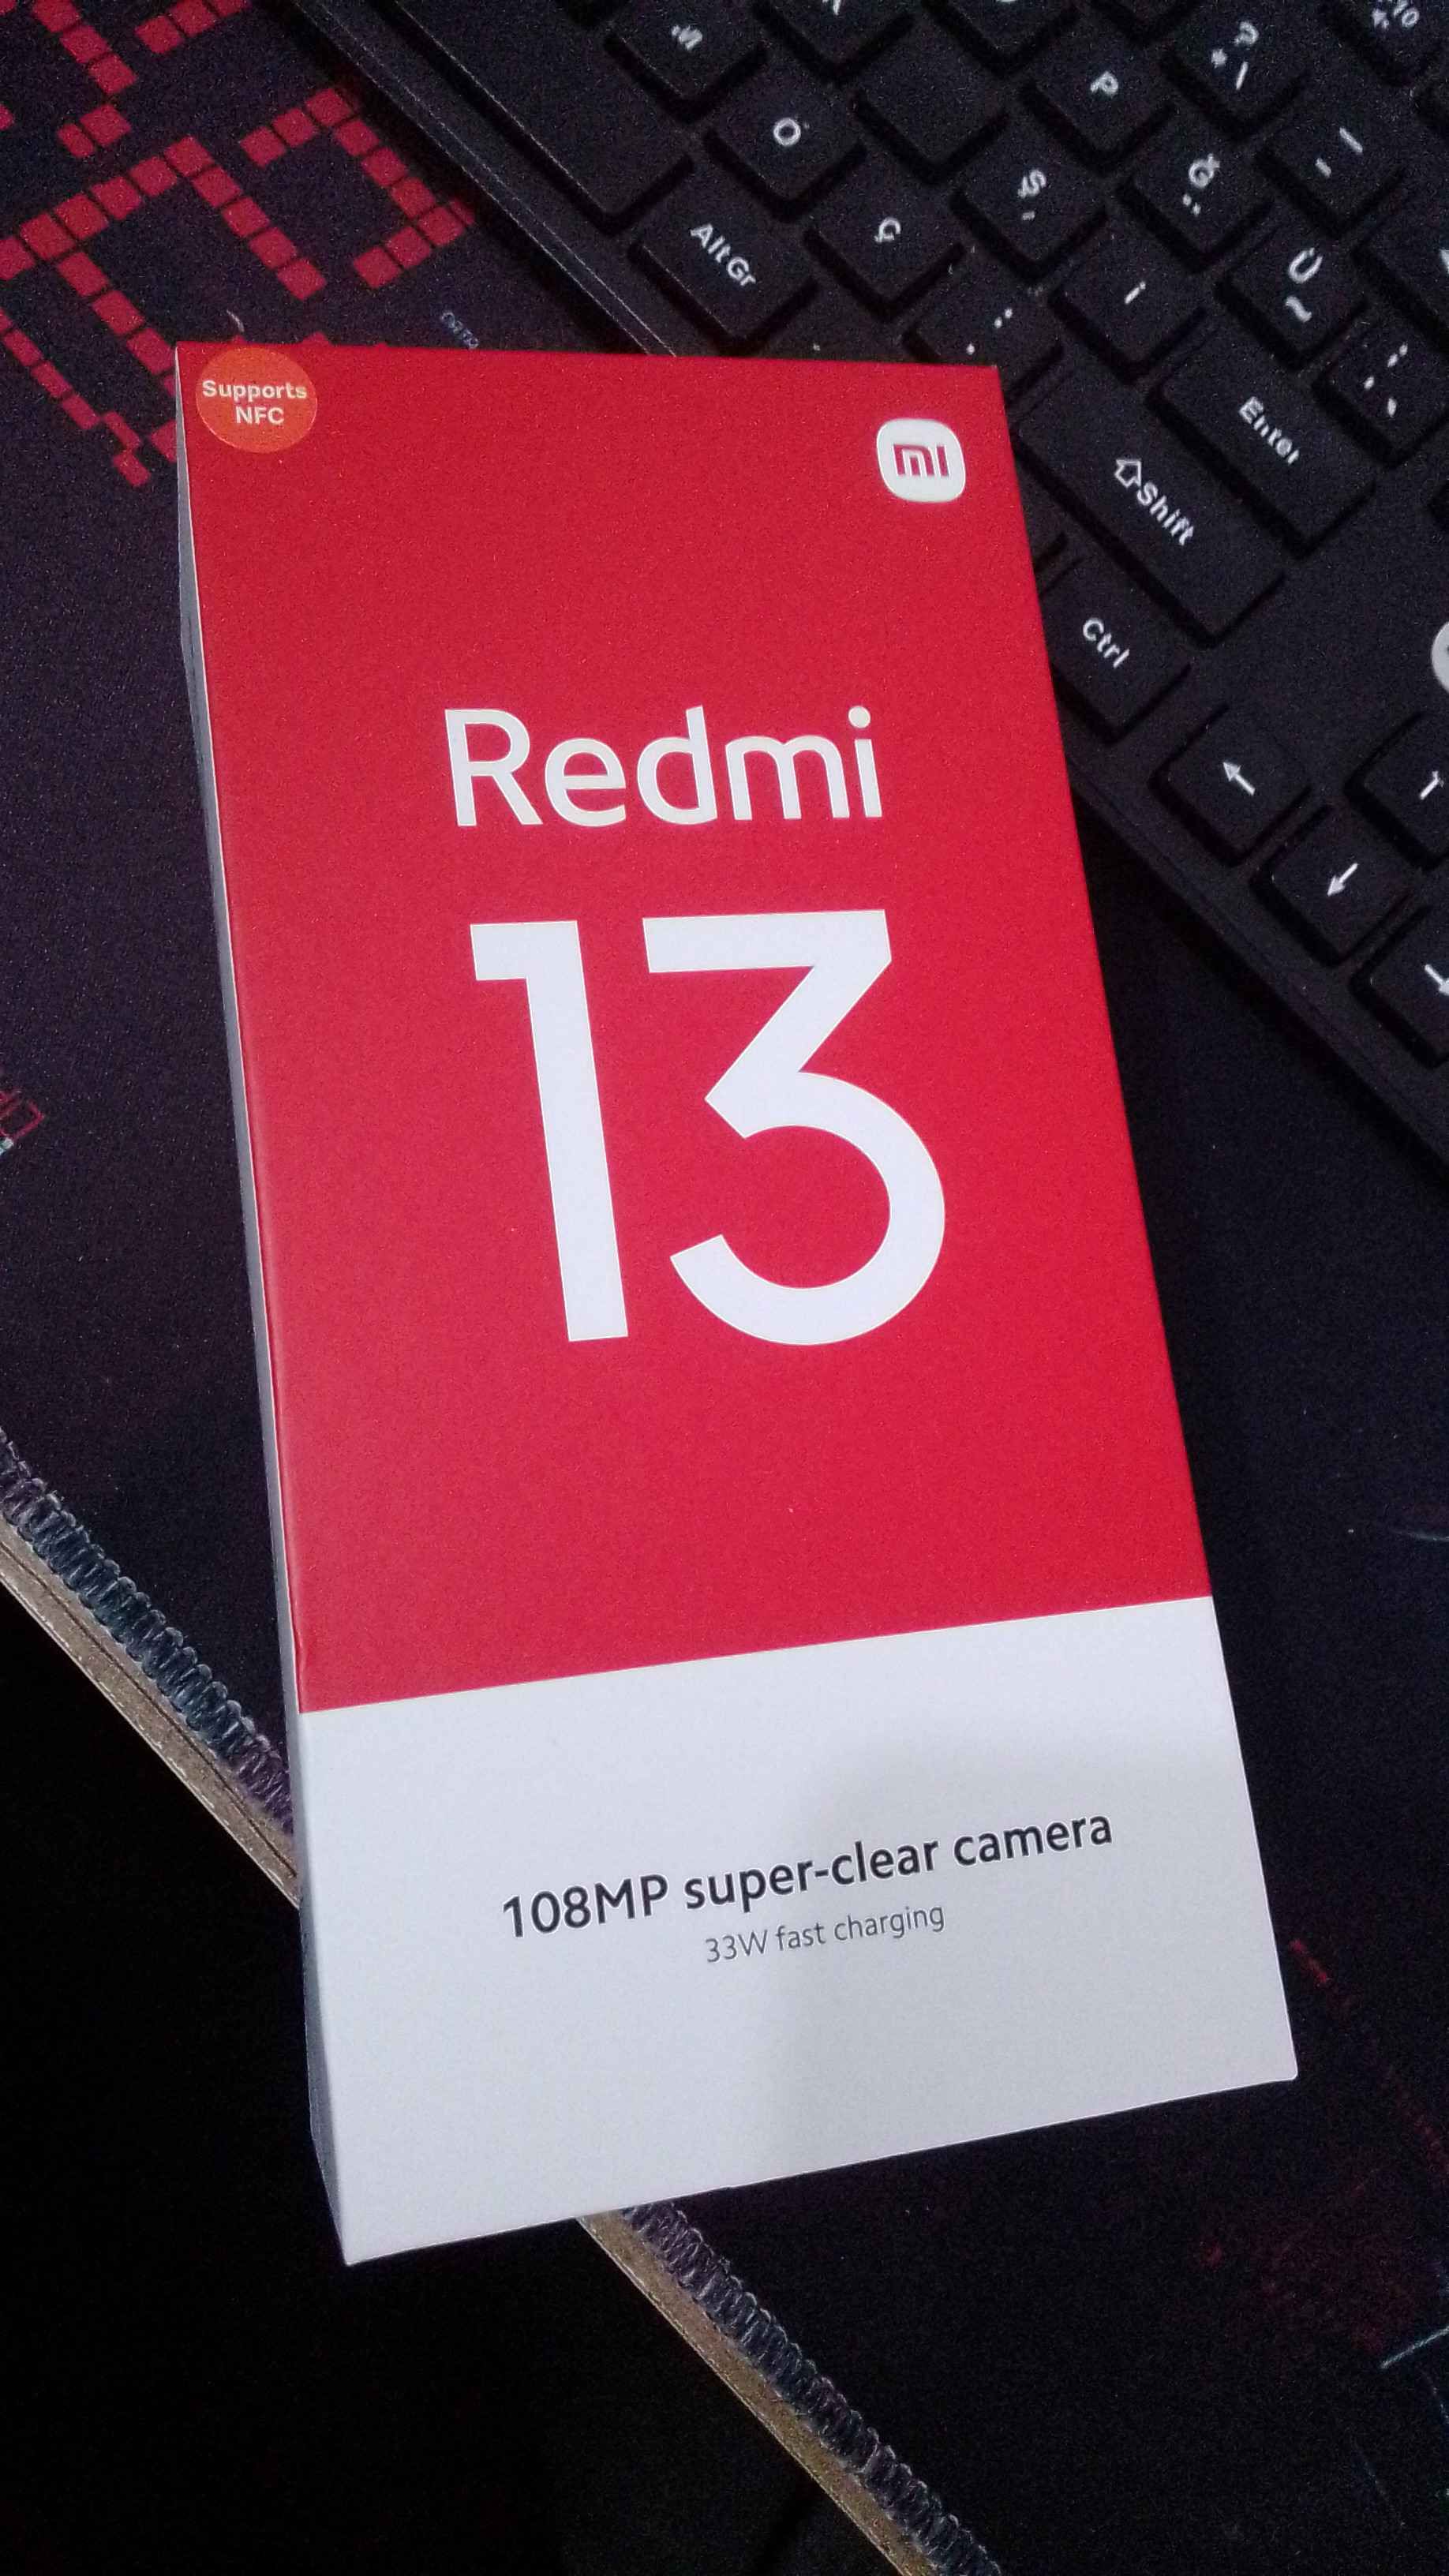 Supports
NFC
mi
Redmi
13
108MP super-clear camera
33W fast charging
P
Ö
Ş
Ğ
AltGr
Ç
i
Ü
Enter
Shift
Ctrl